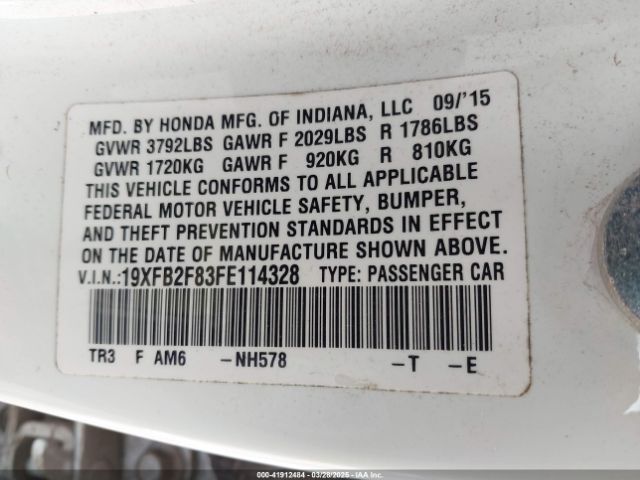 MFD. BY HONDA MFG. OF INDIANA, LLC 09/'15
GVWR 3792LBS GAWR F 2029LBS R 1786LBS
GVWR 1720KG GAWR F 920KG R 810KG
THIS VEHICLE CONFORMS TO ALL APPLICABLE
FEDERAL MOTOR VEHICLE SAFETY, BUMPER,
AND THEFT PREVENTION STANDARDS IN EFFECT
ON THE DATE OF MANUFACTURE SHOWN ABOVE.
V.I.N.:19XFB2F83FE114328 TYPE: PASSENGER CAR
TR3 F AM6 -NH578 -T -E
000-41912484 | 03/28/2025 - IAAI.COM